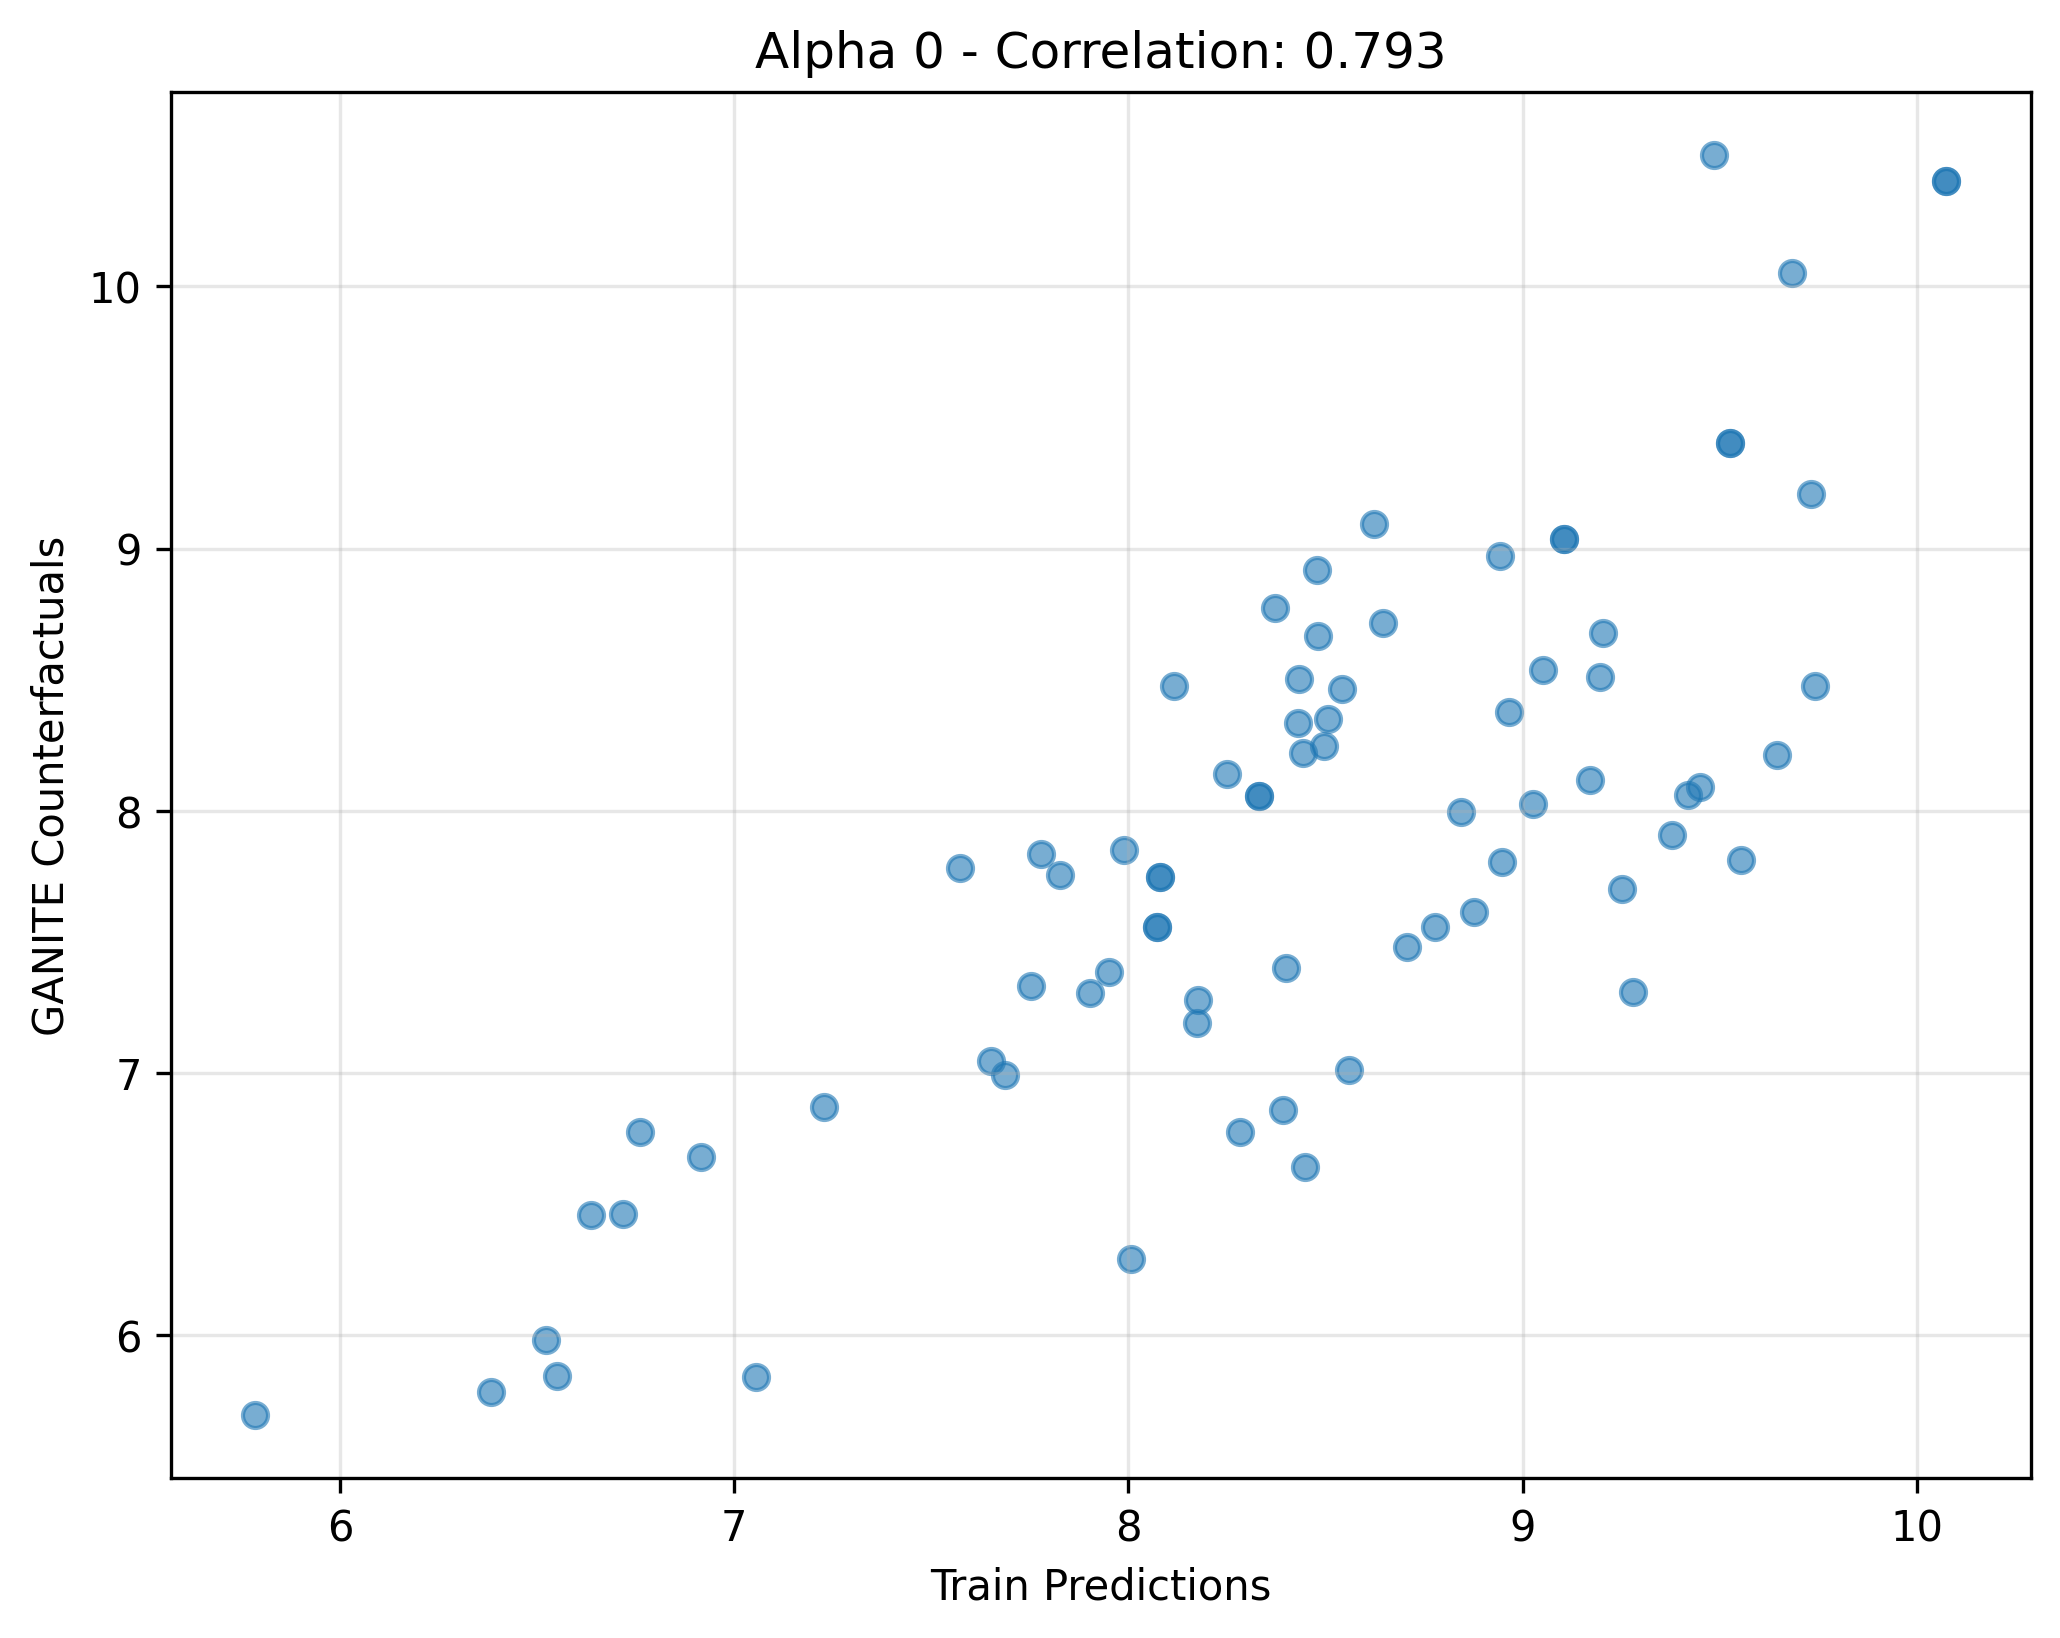 Alpha 0 - Correlation: 0.793
GANITE Counterfactuals
10
9
8
7
6
6 7 8 9 10
Train Predictions